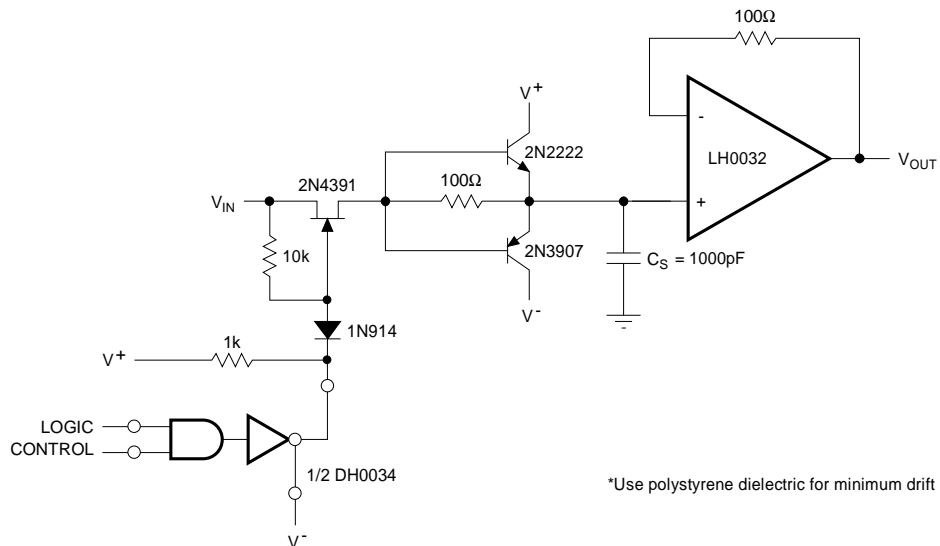 100Ω
V+
2N2222
LH0032
-
+
VOUT
2N4391
100Ω
VIN
2N3907
10k
CS = 1000pF
V-
1N914
1k
V+
LOGIC
CONTROL
1/2 DH0034
V-
*Use polystyrene dielectric for minimum drift